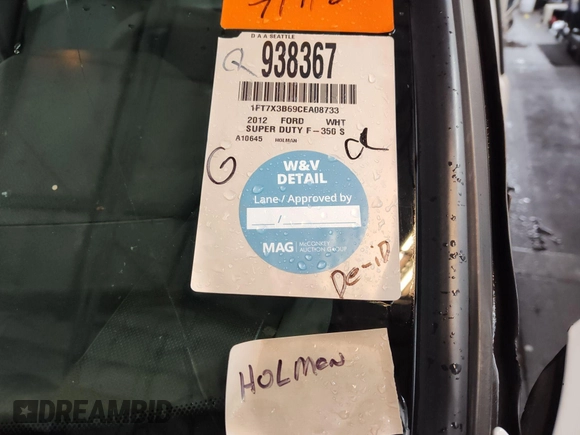 D A A SEATTLE
Q 938367
1FT7X3B69CEA08733
2012 FORD WHT
SUPER DUTY F-350 S
A10645 HOLMAN
G
a
W&V
DETAIL
Lane / Approved by
/
MAG MCCONKEY
AUCTION GROUP
De-iD
HOLMan
DREAMBID